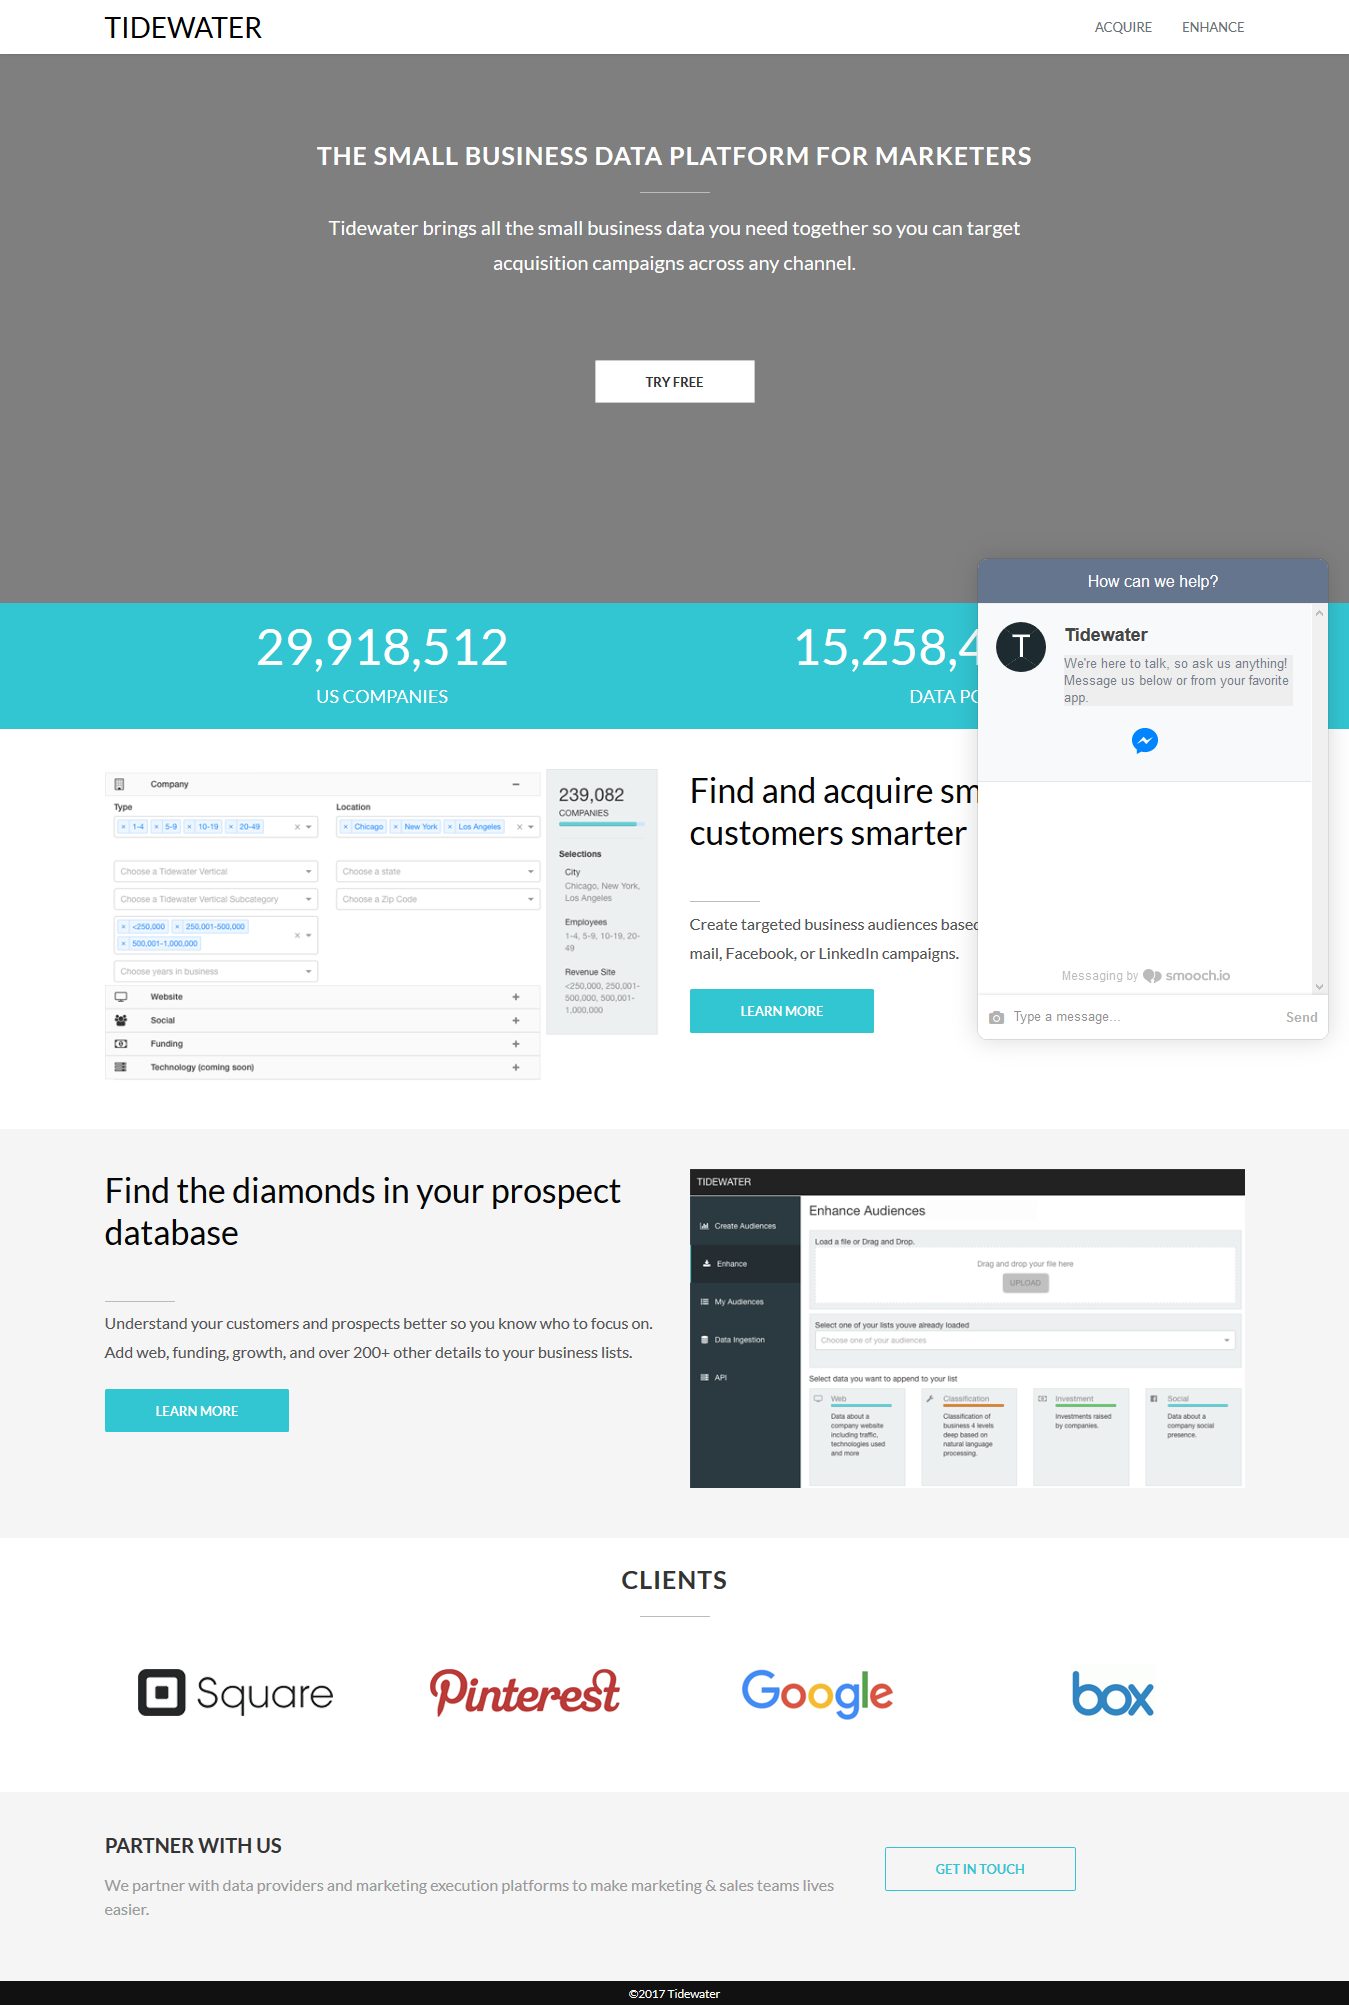 TIDEWATER
ACQUIRE ENHANCE
THE SMALL BUSINESS DATA PLATFORM FOR MARKETERS
Tidewater brings all the small business data you need together so you can target
acquisition campaigns across any channel.
TRY FREE
29,918,512
US COMPANIES
15,258,4
DATA PO
How can we help?
T
Tidewater
We're here to talk, so ask us anything!
Message us below or from your favorite
app.
Messaging by smooch.io
Type a message...
Send
Company
Type
Location
× 1-4 × 5-9 × 10-19 × 20-49 ×
× Chicago × New York × Los Angeles ×
Choose a Tidewater Vertical
Choose a state
Choose a Tidewater Vertical Subcategory
Choose a Zip Code
× <250,000 × 250,001-500,000
× 500,001-1,000,000 ×
Choose years in business
Website +
Social +
Funding +
Technology (coming soon) +
239,082
COMPANIES
Selections
City
Chicago, New York,
Los Angeles
Employees
1-4, 5-9, 10-19, 20-
49
Revenue Site
<250,000, 250,001-
500,000, 500,001-
1,000,000
Find and acquire sm
customers smarter
Create targeted business audiences based
mail, Facebook, or LinkedIn campaigns.
LEARN MORE
Find the diamonds in your prospect
database
Understand your customers and prospects better so you know who to focus on.
Add web, funding, growth, and over 200+ other details to your business lists.
LEARN MORE
TIDEWATER
Create Audiences
Enhance
My Audiences
Data Ingestion
API
Enhance Audiences
Load a file or Drag and Drop.
Drag and drop your file here
UPLOAD
Select one of your lists youve already loaded
Choose one of your audiences
Select data you want to append to your list
Web
Data about a
company website
including traffic,
technologies used
and more
Classification
Classification of
business 4 levels
deep based on
natural language
processing.
Investment
Investments raised
by companies.
Social
Data about a
company social
presence.
CLIENTS
Square
Pinterest
Google
box
PARTNER WITH US
We partner with data providers and marketing execution platforms to make marketing & sales teams lives
easier.
GET IN TOUCH
©2017 Tidewater